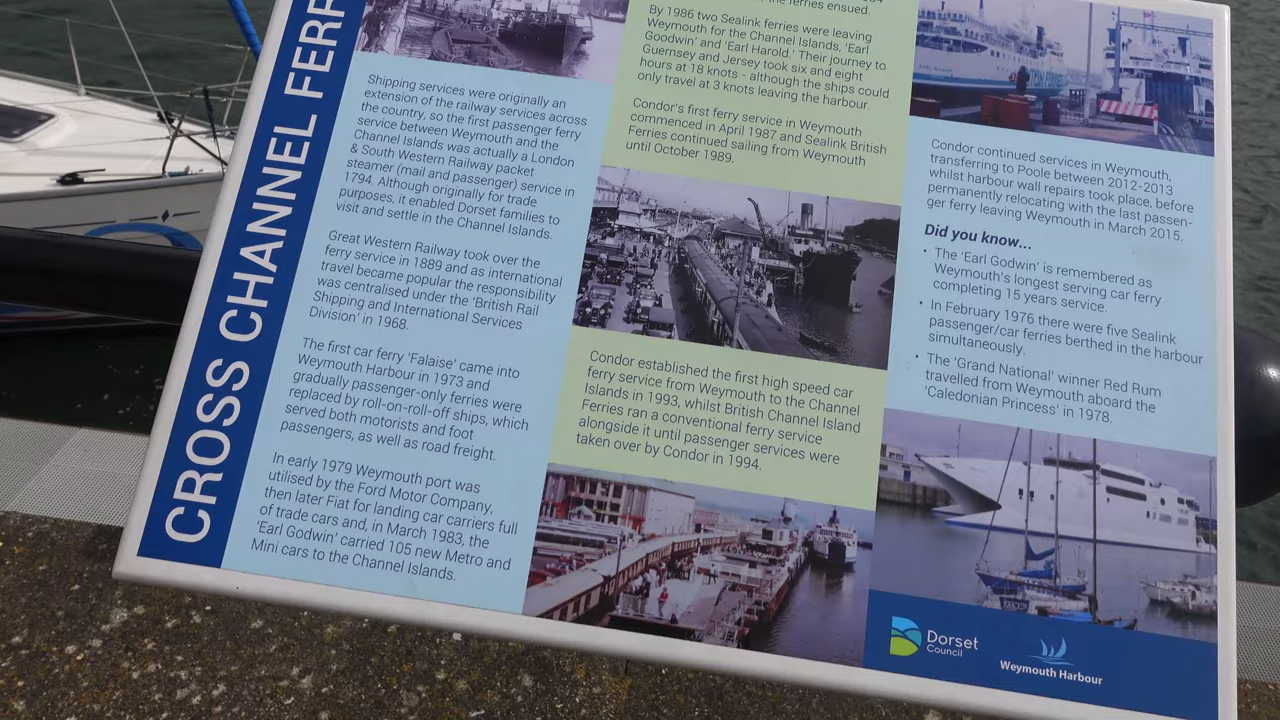 CROSS CHANNEL FERR
Shipping services were originally an
extension of the railway services across
the country, so the first passenger ferry
service between Weymouth and the
Channel Islands was actually a London
& South Western Railway packet
steamer (mail and passenger) service in
1794. Although originally for trade
purposes, it enabled Dorset families to
visit and settle in the Channel Islands.
Great Western Railway took over the
ferry service in 1889 and as international
travel became popular the responsibility
was centralised under the 'British Rail
Shipping and International Services
Division' in 1968.
The first car ferry 'Falaise' came into
Weymouth Harbour in 1973 and
gradually passenger-only ferries were
replaced by roll-on-roll-off ships, which
served both motorists and foot
passengers, as well as road freight.
In early 1979 Weymouth port was
utilised by the Ford Motor Company,
then later Fiat for landing car carriers full
of trade cars and, in March 1983, the
'Earl Godwin' carried 105 new Metro and
Mini cars to the Channel Islands.
the ferries ensued.
By 1986 two Sealink ferries were leaving
Weymouth for the Channel Islands, 'Earl
Goodwin' and 'Earl Harold.' Their journey to
Guernsey and Jersey took six and eight
hours at 18 knots - although the ships could
only travel at 3 knots leaving the harbour.
Condor's first ferry service in Weymouth
commenced in April 1987 and Sealink British
Ferries continued sailing from Weymouth
until October 1989.
Condor established the first high speed car
ferry service from Weymouth to the Channel
Islands in 1993, whilst British Channel Island
Ferries ran a conventional ferry service
alongside it until passenger services were
taken over by Condor in 1994.
Condor continued services in Weymouth,
transferring to Poole between 2012-2013
whilst harbour wall repairs took place, before
permanently relocating with the last passen-
ger ferry leaving Weymouth in March 2015.
Did you know...
• The 'Earl Godwin' is remembered as
Weymouth's longest serving car ferry
completing 15 years service.
• In February 1976 there were five Sealink
passenger/car ferries berthed in the harbour
simultaneously.
• The 'Grand National' winner Red Rum
travelled from Weymouth aboard the
'Caledonian Princess' in 1978.
Dorset
Council
Weymouth Harbour